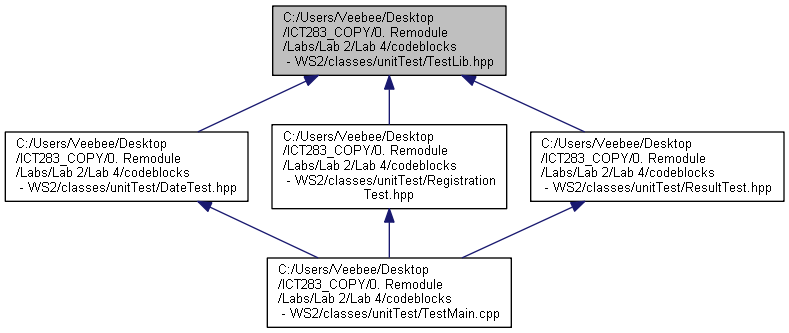 C:/Users/Veebee/Desktop
/ICT283_COPY/0. Remodule
/Labs/Lab 2/Lab 4/codeblocks
- WS2/classes/unitTest/TestLib.hpp
C:/Users/Veebee/Desktop
/ICT283_COPY/0. Remodule
/Labs/Lab 2/Lab 4/codeblocks
- WS2/classes/unitTest/DateTest.hpp
C:/Users/Veebee/Desktop
/ICT283_COPY/0. Remodule
/Labs/Lab 2/Lab 4/codeblocks
- WS2/classes/unitTest/Registration
Test.hpp
C:/Users/Veebee/Desktop
/ICT283_COPY/0. Remodule
/Labs/Lab 2/Lab 4/codeblocks
- WS2/classes/unitTest/ResultTest.hpp
C:/Users/Veebee/Desktop
/ICT283_COPY/0. Remodule
/Labs/Lab 2/Lab 4/codeblocks
- WS2/classes/unitTest/TestMain.cpp